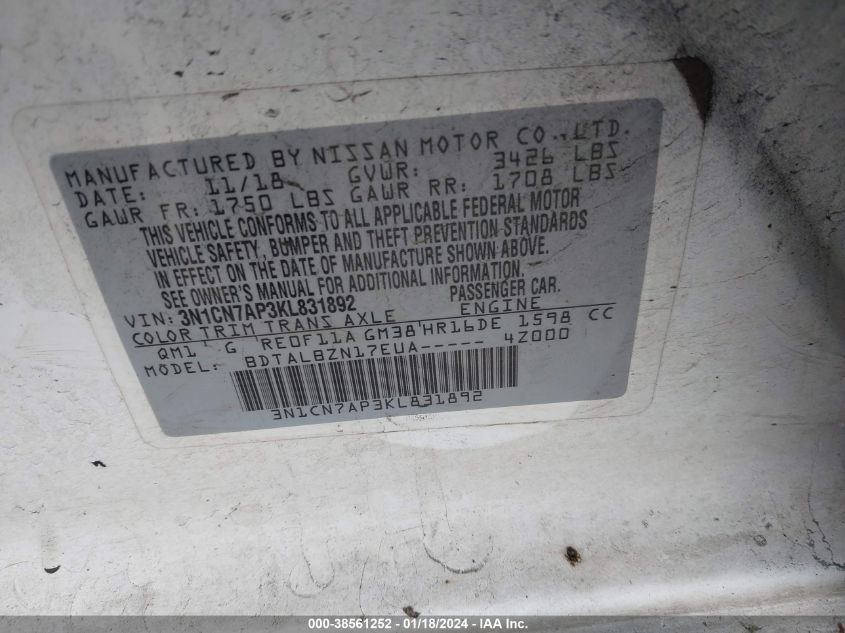 MANUFACTURED BY NISSAN MOTOR CO., LTD.
DATE: 11/18 GVWR: 3426 LBS
GAWR FR: 1750 LBS GAWR RR: 1708 LBS
THIS VEHICLE CONFORMS TO ALL APPLICABLE FEDERAL MOTOR
VEHICLE SAFETY, BUMPER AND THEFT PREVENTION STANDARDS
IN EFFECT ON THE DATE OF MANUFACTURE SHOWN ABOVE.
SEE OWNER'S MANUAL FOR ADDITIONAL INFORMATION.
VIN: 3N1CN7AP3KL831892 PASSENGER CAR.
COLOR TRIM TRANS AXLE ENGINE
QM1 G RE0F11A GM38 HR16DE 1598 CC
MODEL: BDTALBZN17EUA----- 4Z000
3N1CN7AP3KL831892
000-38561252 - 01/18/2024 - IAA Inc.